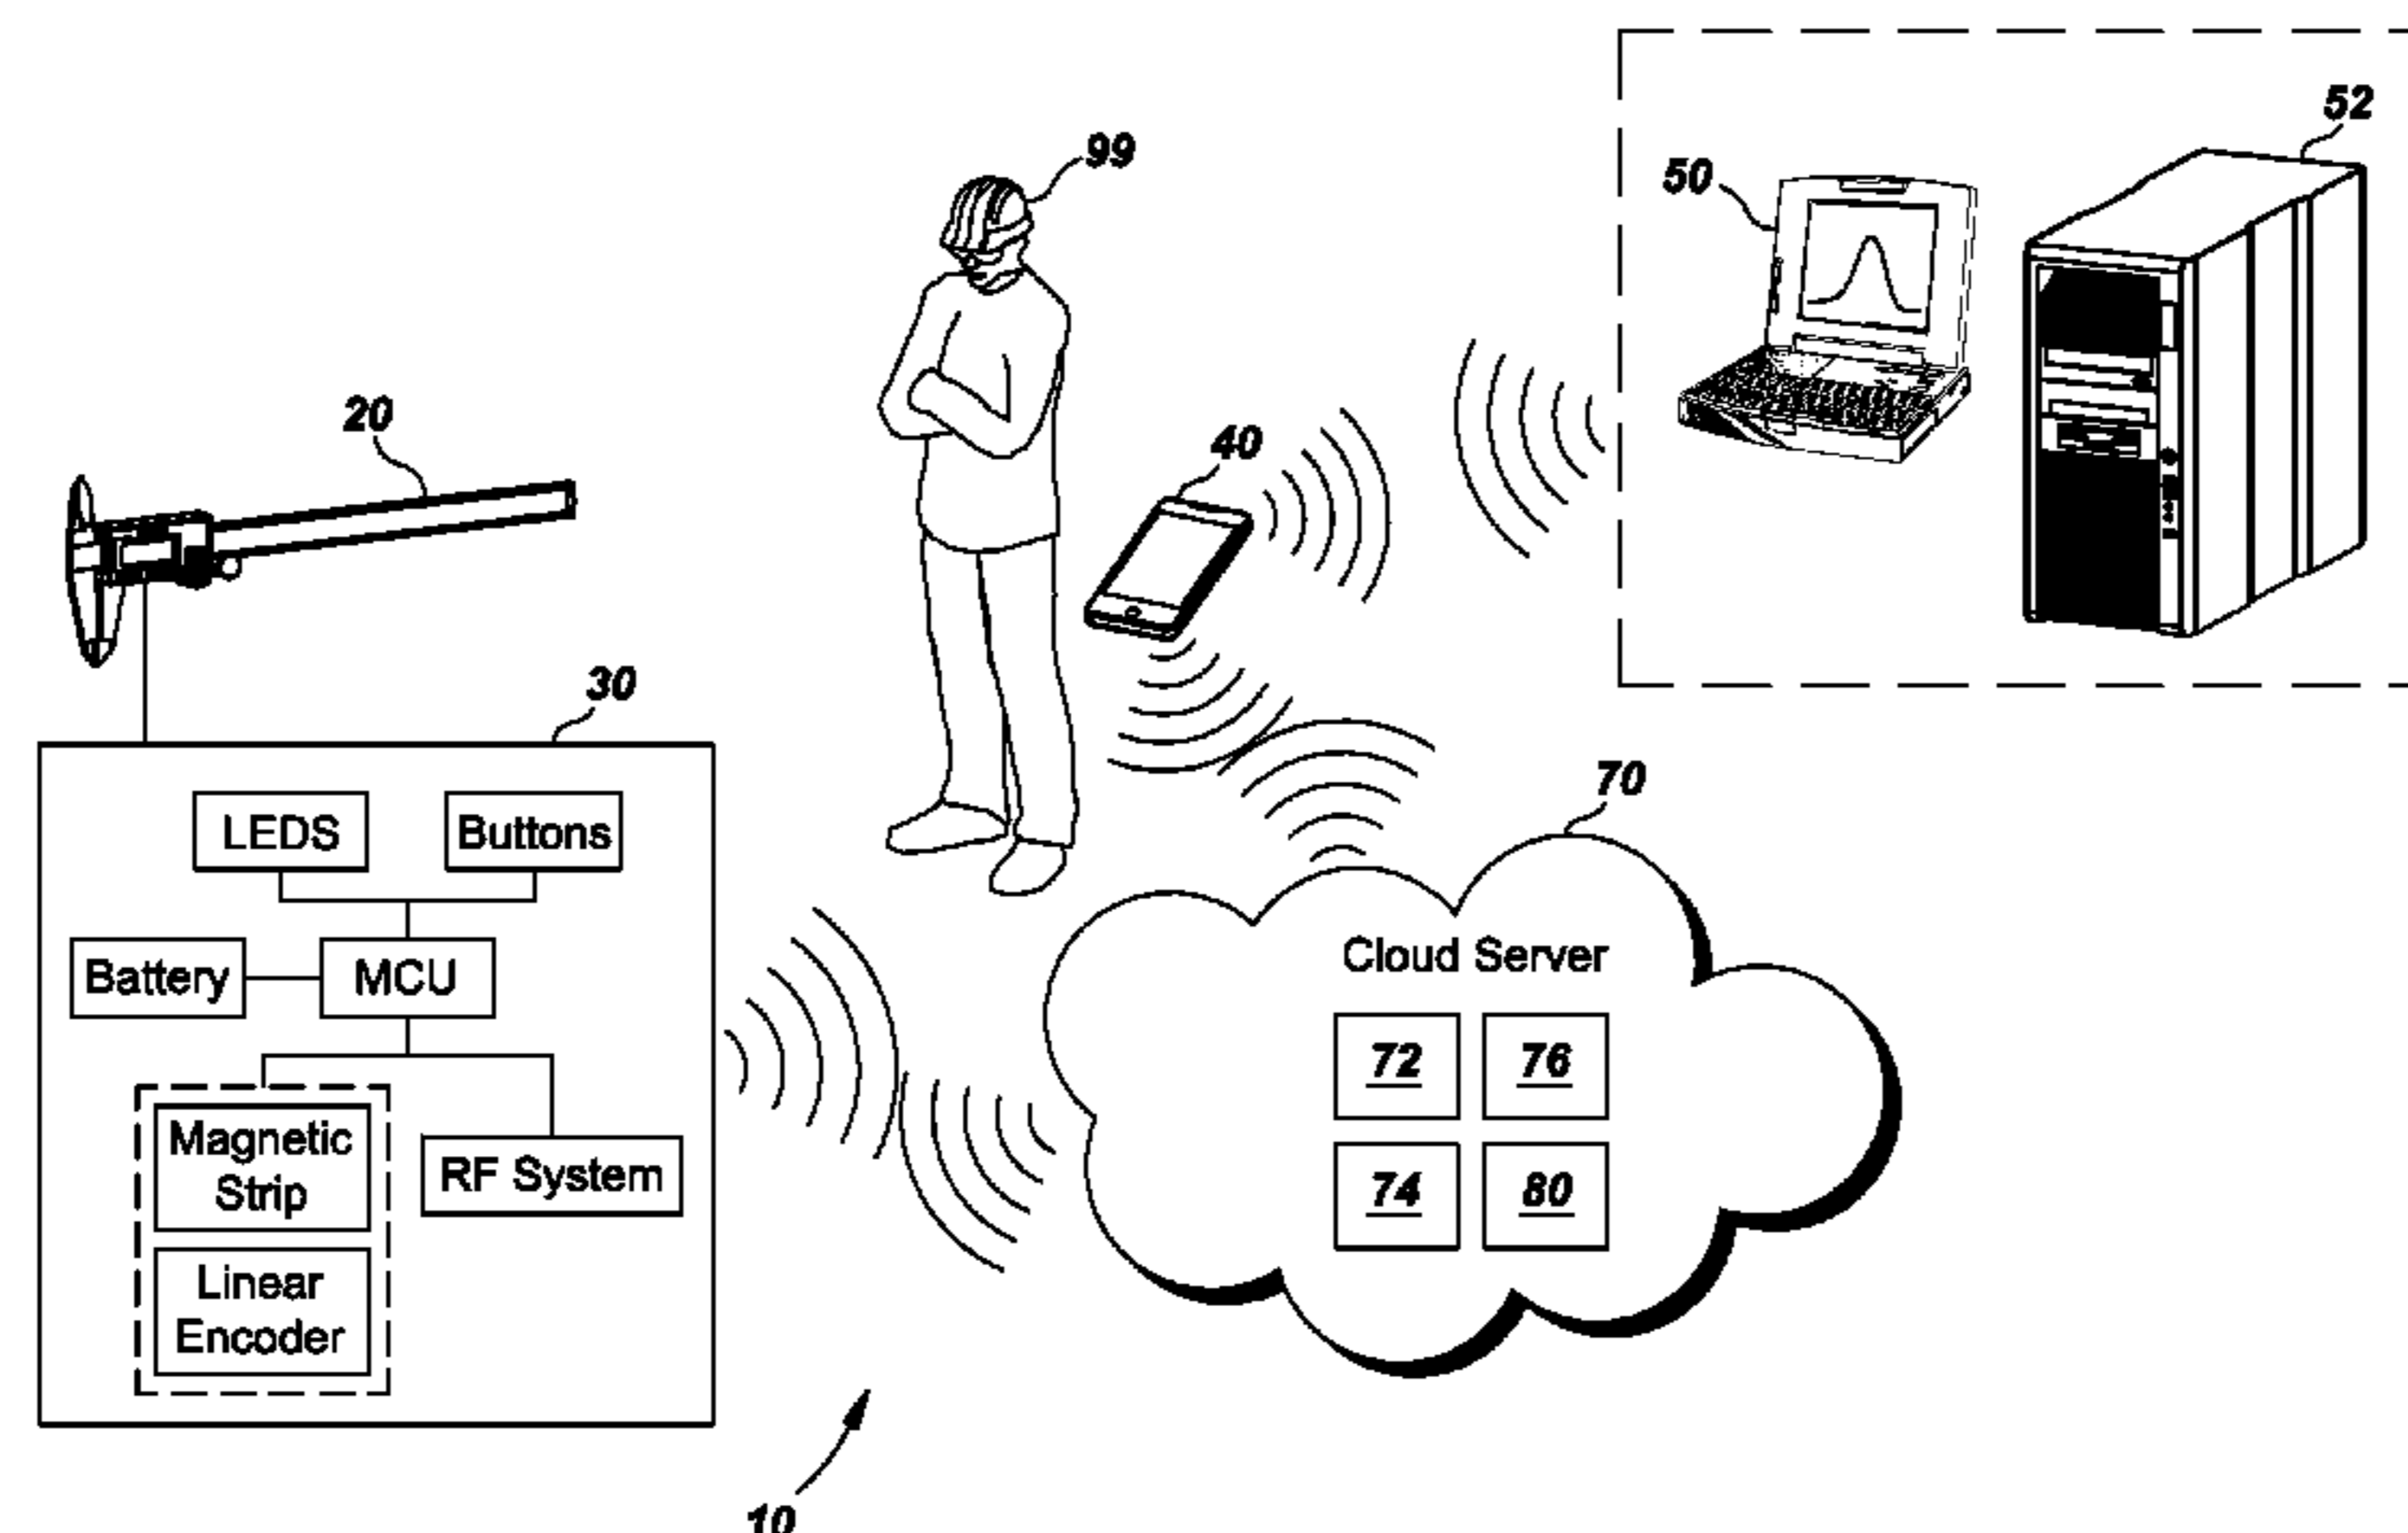 52
99
50
20
40
30
70
LEDS
Buttons
Cloud Server
Battery
MCU
72
76
Magnetic
Strip
RF System
74
80
Linear
Encoder
10